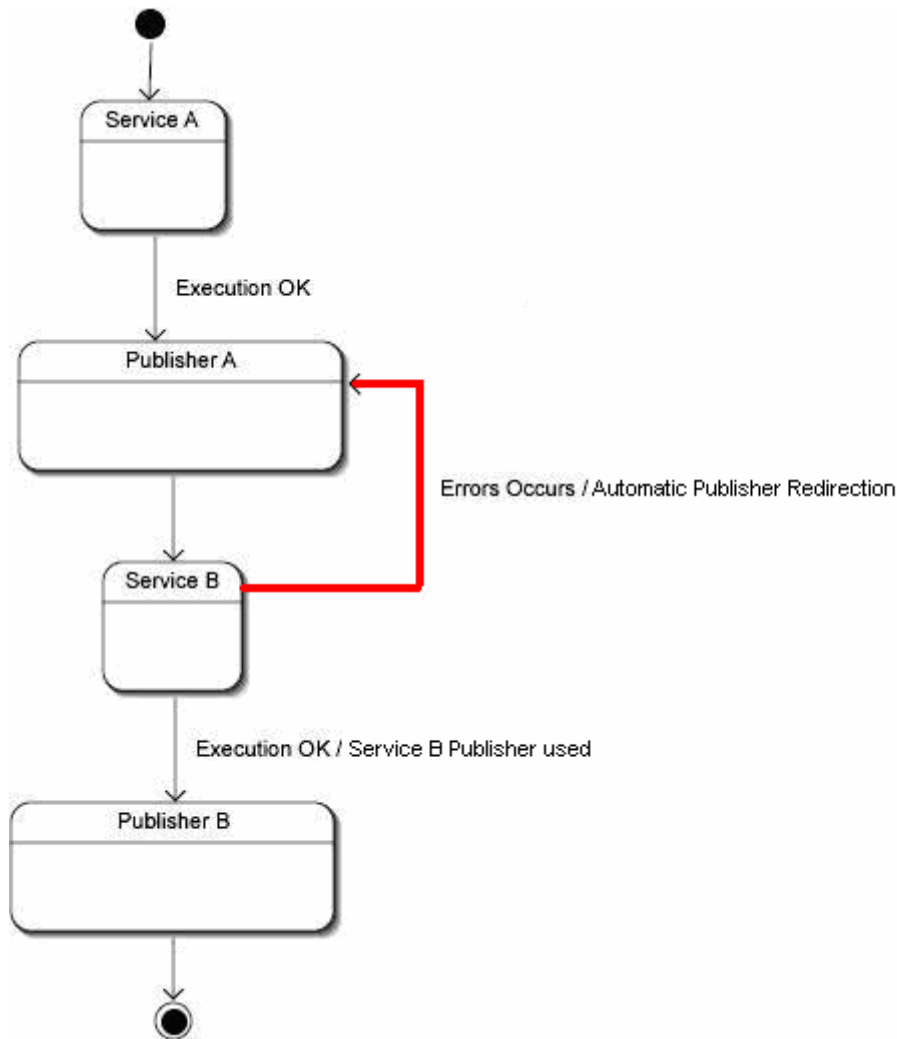 Service A
Execution OK
Publisher A
Errors Occurs / Automatic Publisher Redirection
Service B
Execution OK / Service B Publisher used
Publisher B